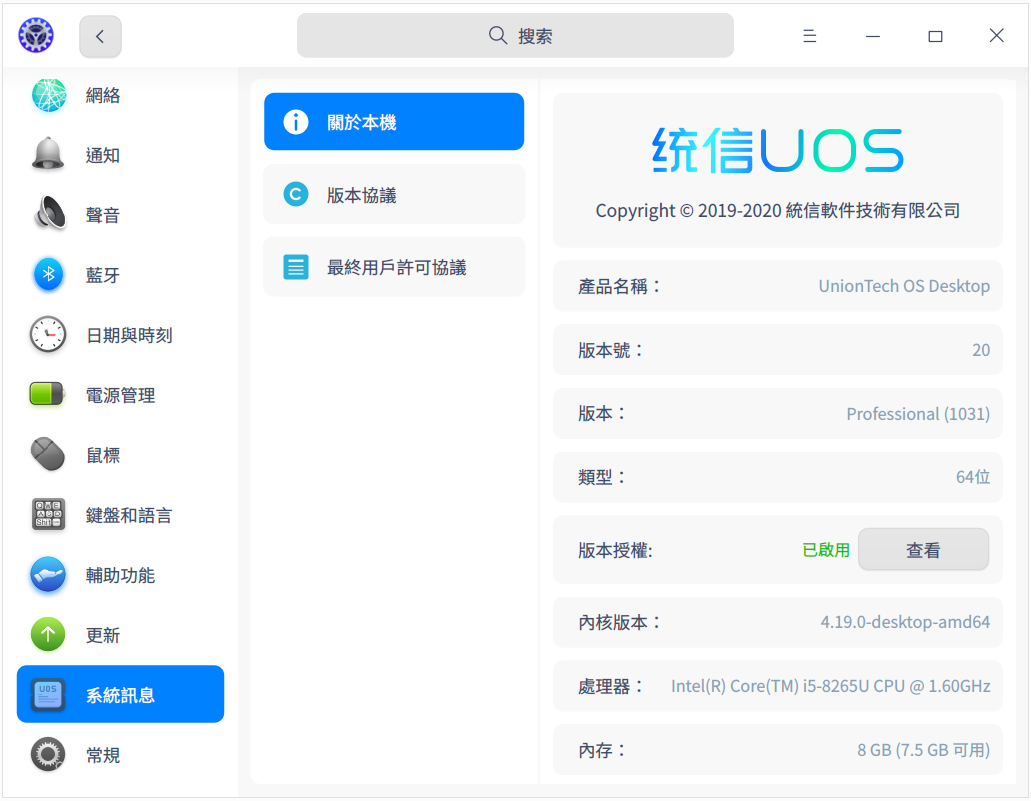 搜索
網絡
通知
聲音
藍牙
日期與時刻
電源管理
鼠標
鍵盤和語言
輔助功能
更新
UOS
系統訊息
常規
關於本機
版本協議
最終用戶許可協議
统信UOS
Copyright © 2019-2020 統信軟件技術有限公司
產品名稱： UnionTech OS Desktop
版本號： 20
版本： Professional (1031)
類型： 64位
版本授權: 已啟用 查看
內核版本： 4.19.0-desktop-amd64
處理器： Intel(R) Core(TM) i5-8265U CPU @ 1.60GHz
內存： 8 GB (7.5 GB 可用)